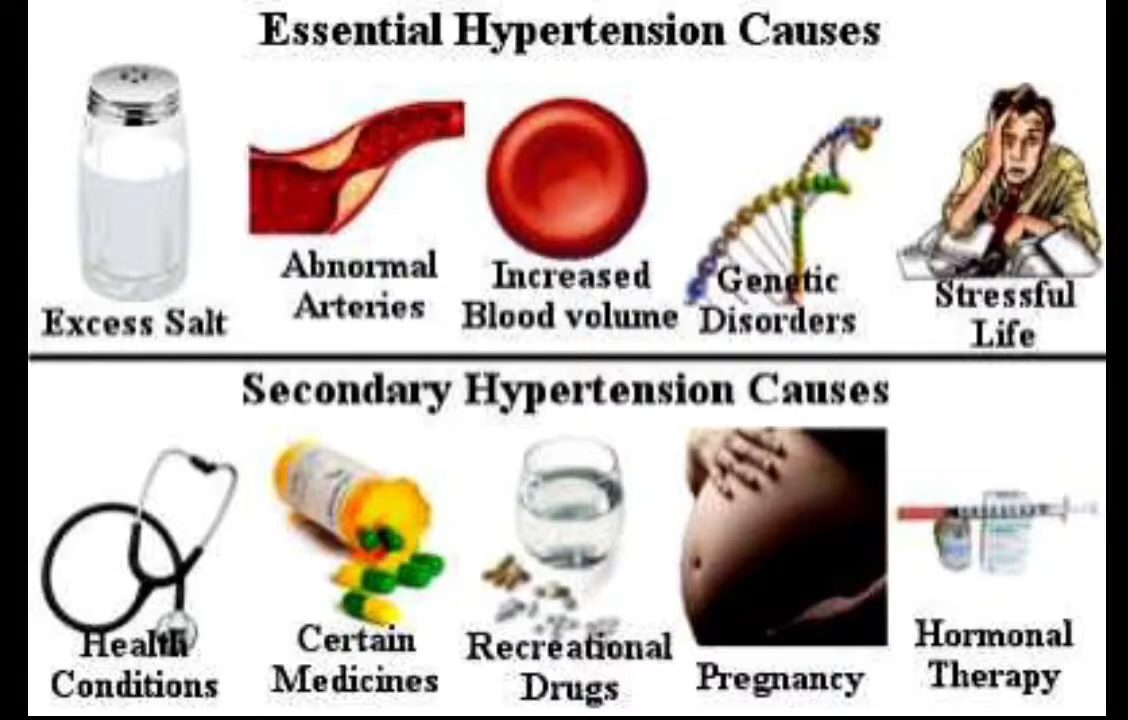 Essential Hypertension Causes
Excess Salt
Abnormal
Arteries
Increased
Blood volume
Genetic
Disorders
Stressful
Life
Secondary Hypertension Causes
Health
Conditions
Certain
Medicines
Recreational
Drugs
Pregnancy
Hormonal
Therapy